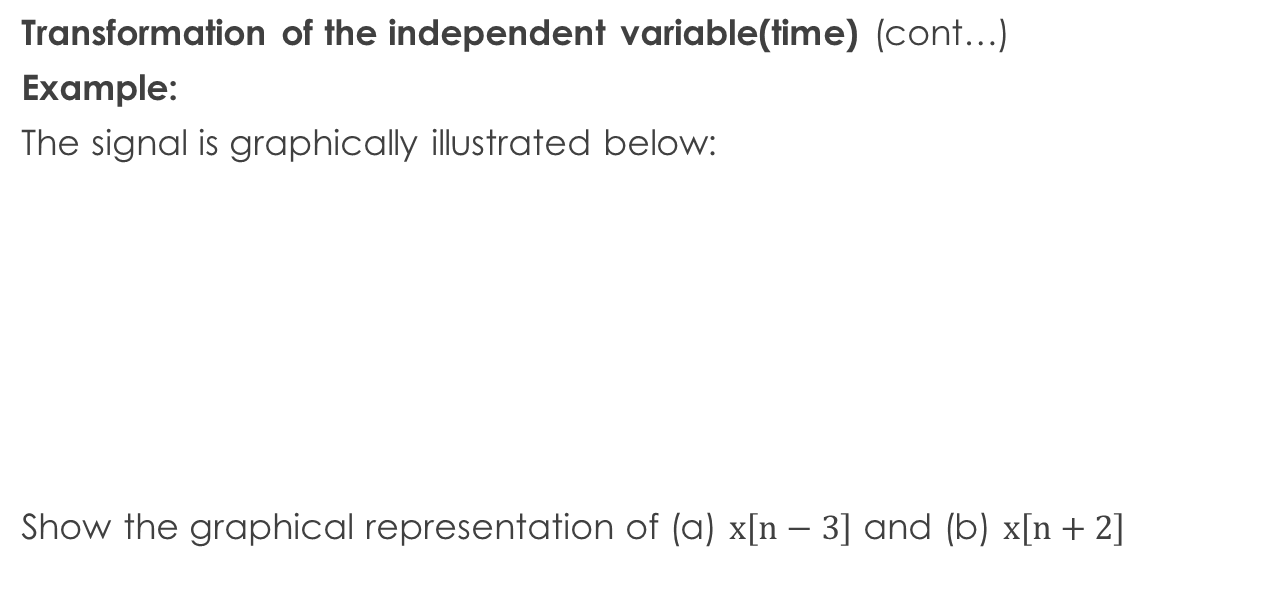 Transformation of the independent variable(time) (cont...)
Example:
The signal is graphically illustrated below:
Show the graphical representation of (a) x[n − 3] and (b) x[n + 2]